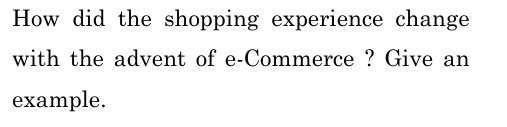 How did the shopping experience change
with the advent of e-Commerce ? Give an
example.